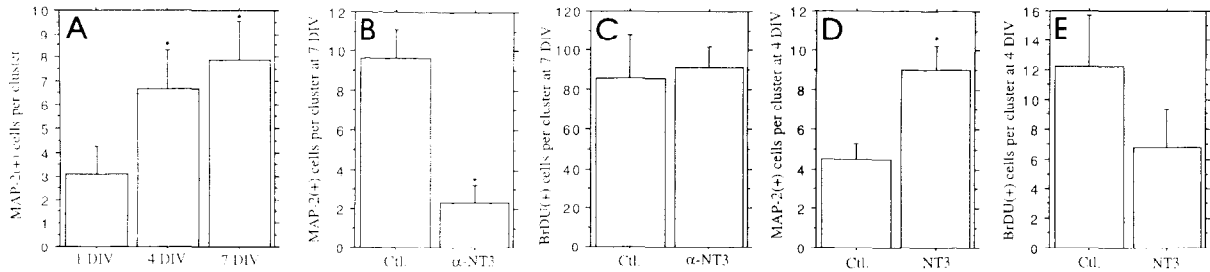 A
MAP-2(+) cells per cluster
10
9
8
7
6
5
4
3
2
1
0
1 DIV
4 DIV
7 DIV
B
MAP-2(+) cells per cluster at 7 DIV
12
10
8
6
4
2
0
Ctl.
α-NT3
C
BrDU(+) cells per cluster at 7 DIV
120
100
80
60
40
20
0
Ctl.
α-NT3
D
MAP-2(+) cells per cluster at 4 DIV
12
10
8
6
4
2
0
Ctl.
NT3
E
BrDU(+) cells per cluster at 4 DIV
16
14
12
10
8
6
4
2
0
Ctl.
NT3